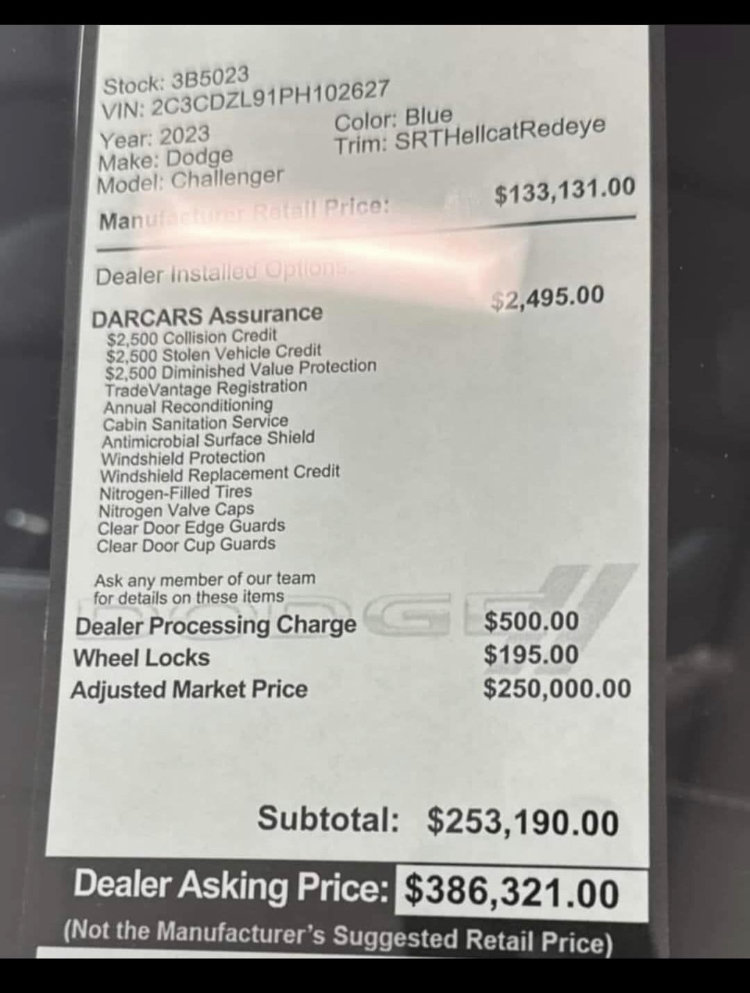 Stock: 3B5023
VIN: 2C3CDZL91PH102627
Year: 2023 Color: Blue
Make: Dodge Trim: SRTHellcatRedeye
Model: Challenger
Manufacturer Retail Price: $133,131.00
Dealer Installed Options:
DARCARS Assurance $2,495.00
$2,500 Collision Credit
$2,500 Stolen Vehicle Credit
$2,500 Diminished Value Protection
TradeVantage Registration
Annual Reconditioning
Cabin Sanitation Service
Antimicrobial Surface Shield
Windshield Protection
Windshield Replacement Credit
Nitrogen-Filled Tires
Nitrogen Valve Caps
Clear Door Edge Guards
Clear Door Cup Guards
Ask any member of our team
for details on these items
DODGE
Dealer Processing Charge $500.00
Wheel Locks $195.00
Adjusted Market Price $250,000.00
Subtotal: $253,190.00
Dealer Asking Price: $386,321.00
(Not the Manufacturer's Suggested Retail Price)